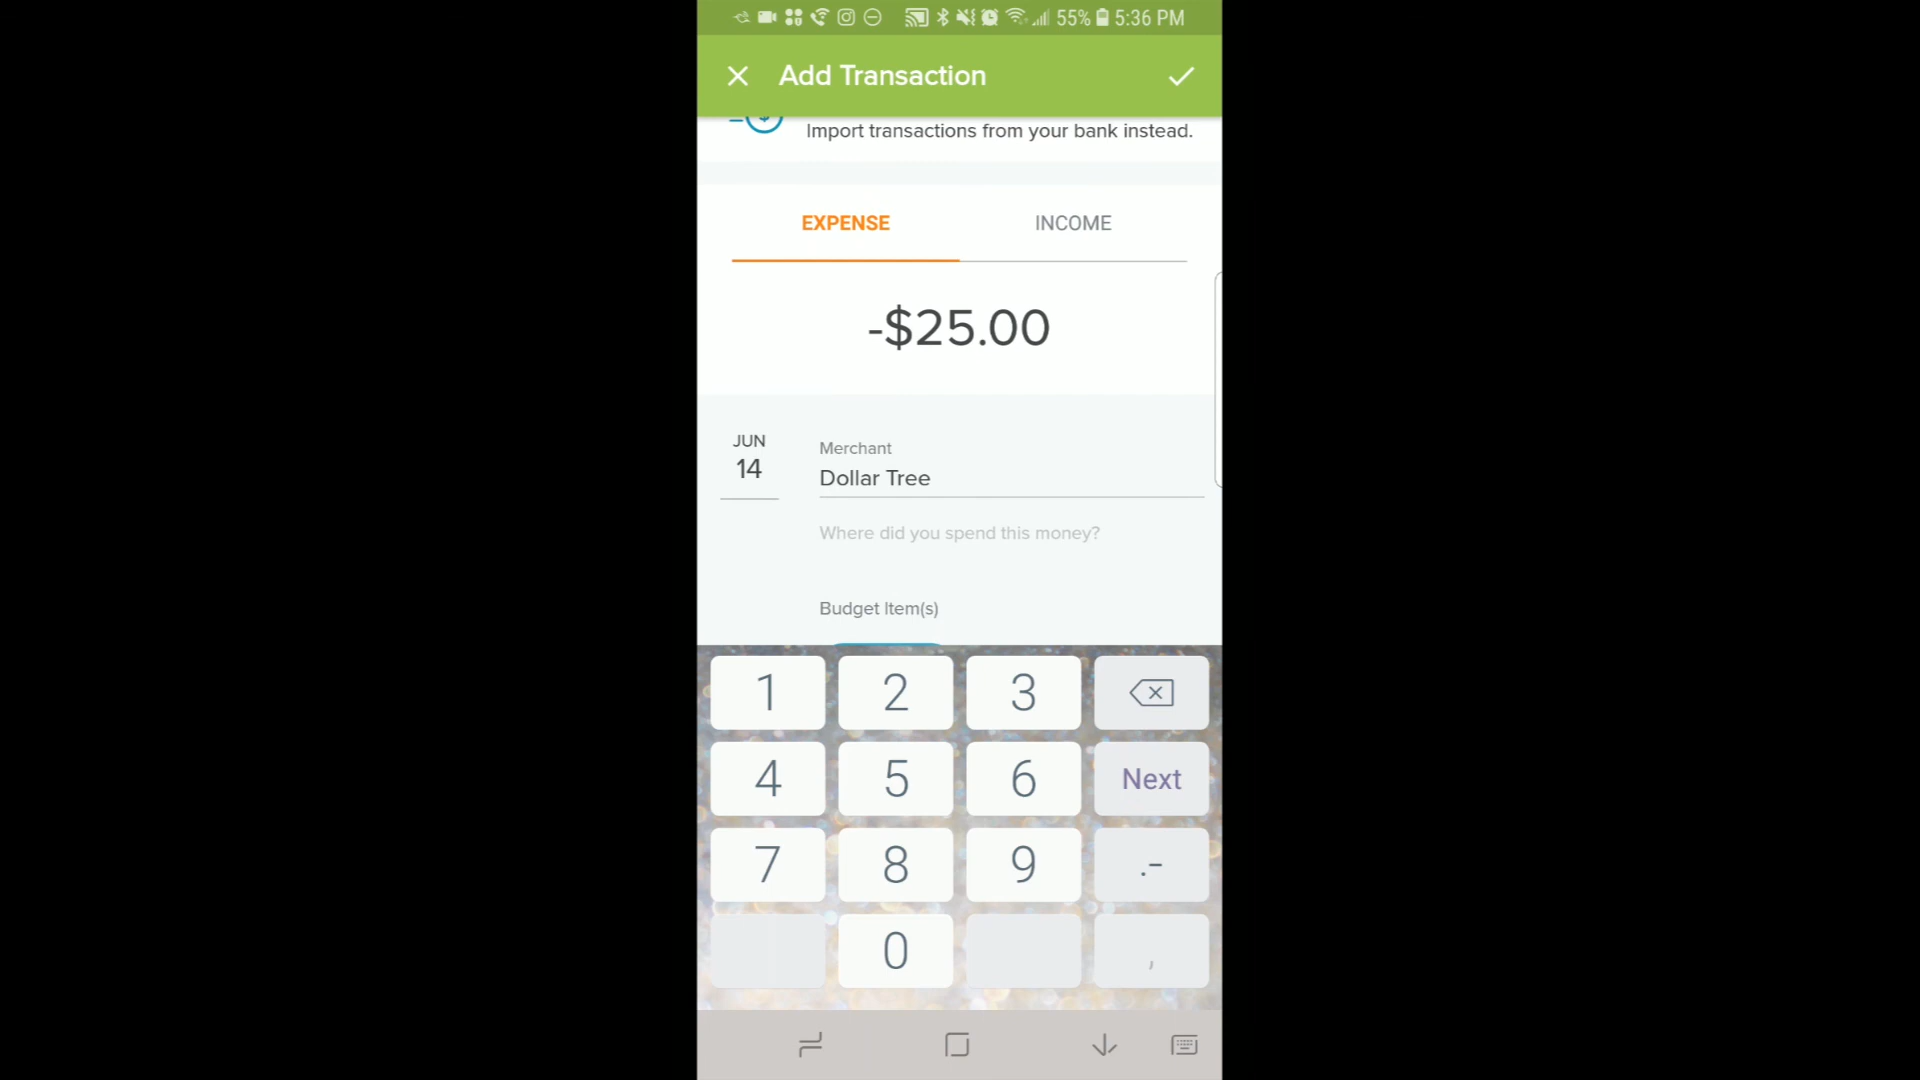 55% 5:36 PM
Add Transaction
Import transactions from your bank instead.
EXPENSE INCOME
-$25.00
JUN
14
Merchant
Dollar Tree
Where did you spend this money?
Budget Item(s)
1 2 3
4 5 6 Next
7 8 9 .-
0 ,